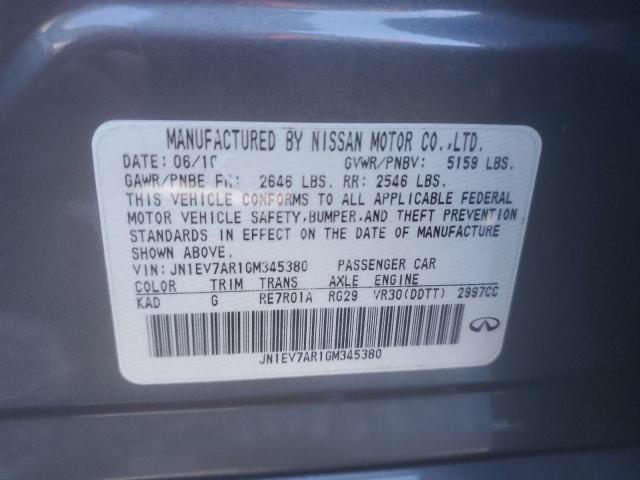 MANUFACTURED BY NISSAN MOTOR CO.,LTD.
DATE: 06/1 GVWR/PNBV: 5159 LBS.
GAWR/PNBE FR: 2646 LBS. RR: 2546 LBS.
THIS VEHICLE CONFORMS TO ALL APPLICABLE FEDERAL
MOTOR VEHICLE SAFETY,BUMPER,AND THEFT PREVENTION
STANDARDS IN EFFECT ON THE DATE OF MANUFACTURE
SHOWN ABOVE.
VIN: JN1EV7AR1GM345380 PASSENGER CAR
COLOR TRIM TRANS AXLE ENGINE
KAD G RE7R01A RG29 VR30(DDTT) 2997CC
JN1EV7AR1GM345380